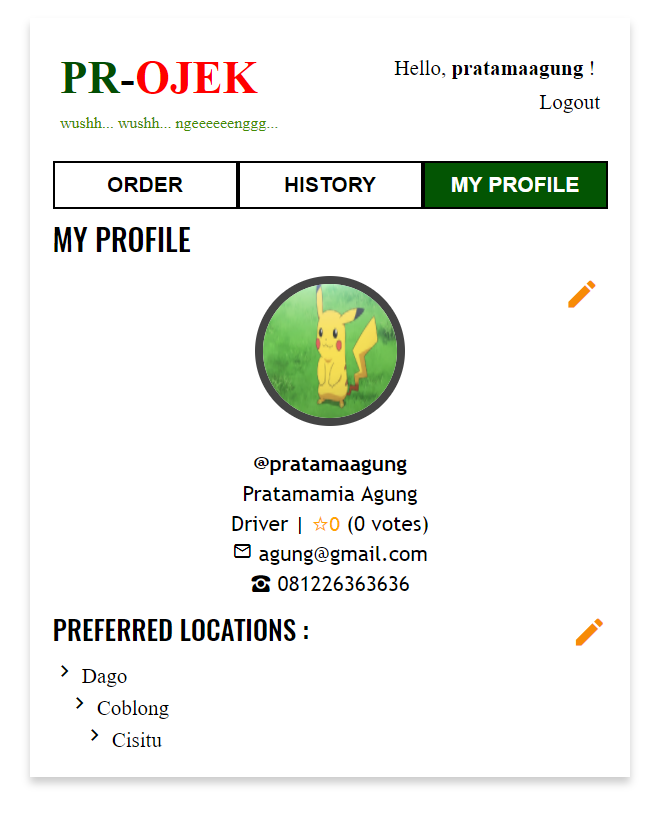 PR-OJEK
Hello, pratamaagung !
Logout
wushh... wushh... ngeeeeeenggg...
ORDER HISTORY MY PROFILE
MY PROFILE
@pratamaagung
Pratamamia Agung
Driver | ☆0 (0 votes)
agung@gmail.com
081226363636
PREFERRED LOCATIONS :
Dago
Coblong
Cisitu